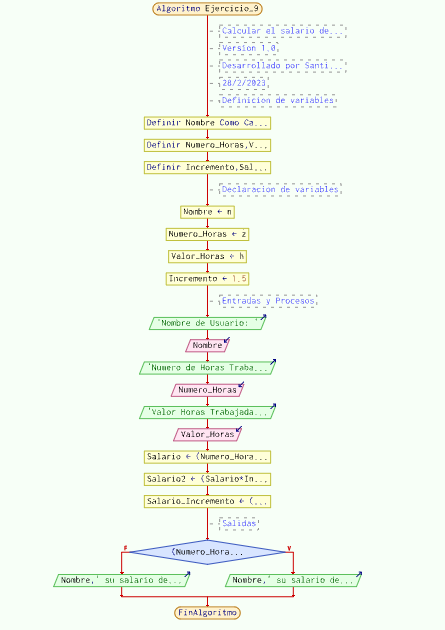 Algoritmo Ejercicio_9
Calcular el salario de...
Version 1.0,
Desarrollado por Santi...
28/2/2023
Definicion de variables
Definir Nombre Como Ca...
Definir Numero_Horas,V...
Definir Incremento,Sal...
Declaracion de variables,
Nombre ← n
Numero_Horas ← z
Valor_Horas ← h
Incremento ← 1.5
Entradas y Procesos
'Nombre de Usuario: '
Nombre
'Numero de Horas Traba...
Numero_Horas
'Valor Horas Trabajada...
Valor_Horas
Salario ← (Numero_Hora...
Salario2 ← (Salario*In...
Salario_Incremento ← (...
Salidas
(Numero_Hora...
F V
Nombre,' su salario de... Nombre,' su salario de...
FinAlgoritmo